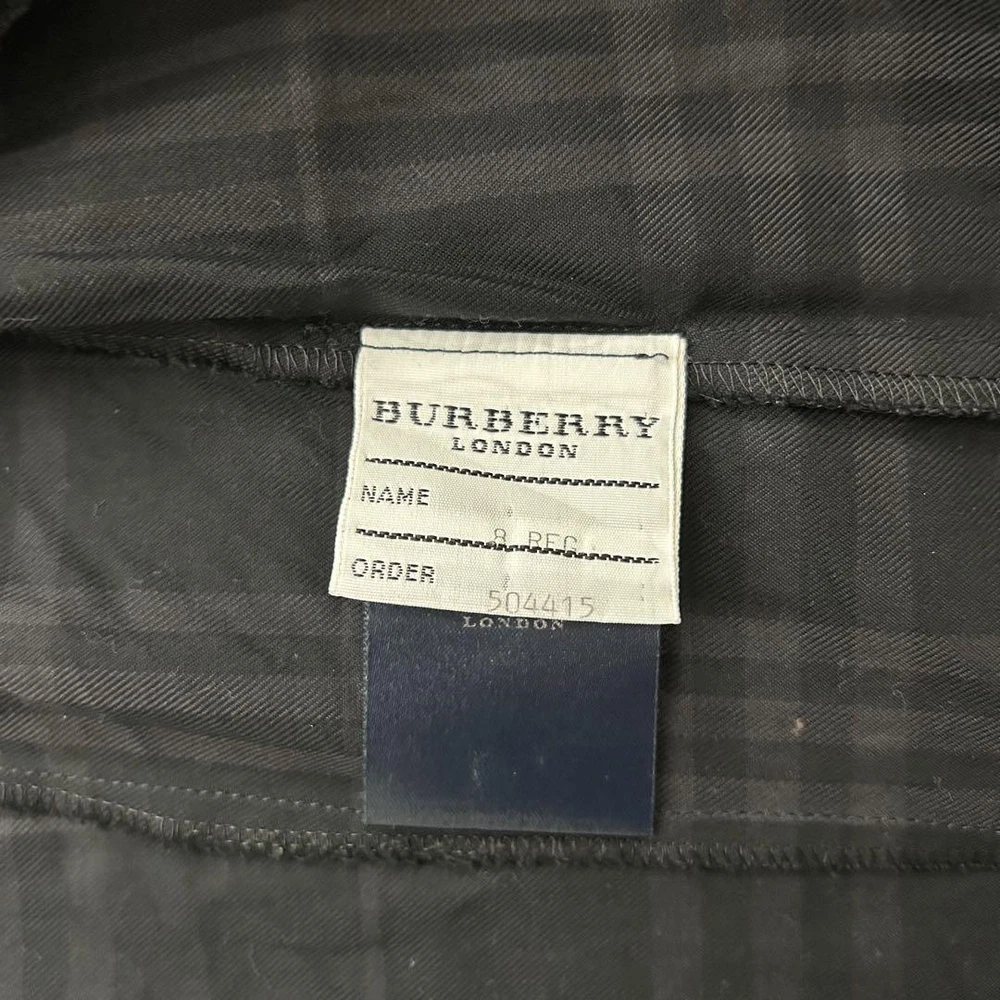 BURBERRY
LONDON
NAME
8 REG
ORDER
504415
LONDON